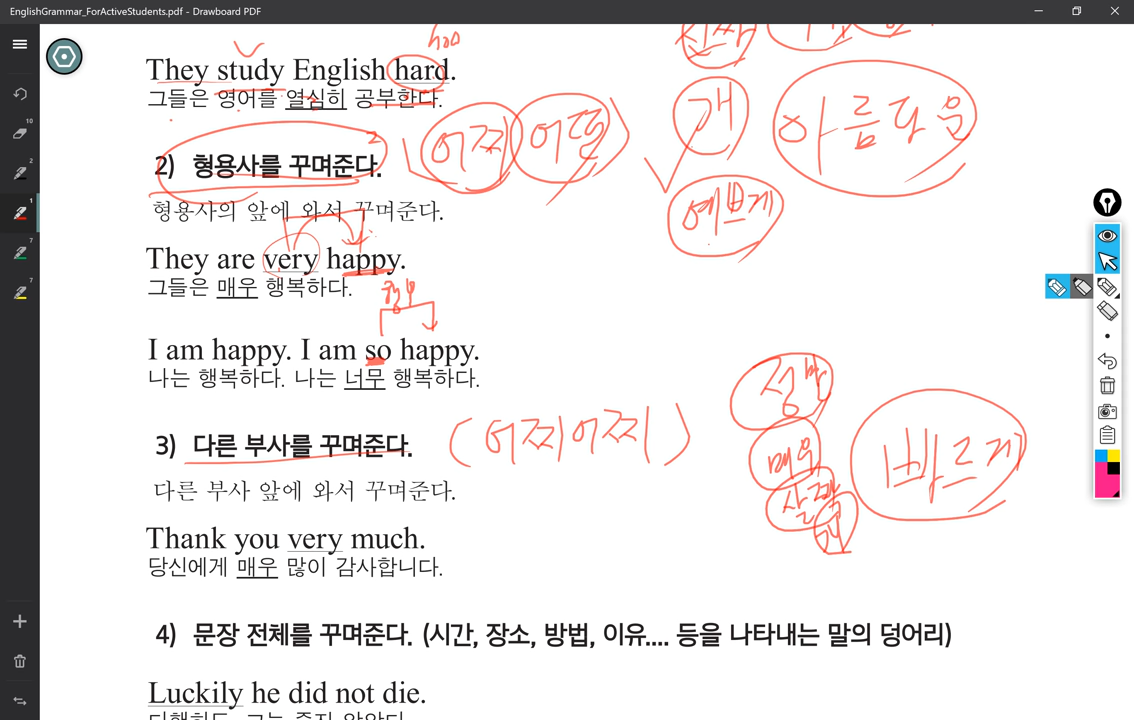 EnglishGrammar_ForActiveStudents.pdf - Drawboard PDF
They study English hard.
그들은 영어를 열심히 공부한다.
2) 형용사를 꾸며준다.
(어찌 어떤)
개
아름다운
예쁘게
형용사의 앞에 와서 꾸며준다.
They are very happy.
그들은 매우 행복하다.
I am happy. I am so happy.
나는 행복하다. 나는 너무 행복하다.
3) 다른 부사를 꾸며준다.
(어찌어찌)
정말
매우
살짝
빠르게
다른 부사 앞에 와서 꾸며준다.
Thank you very much.
당신에게 매우 많이 감사합니다.
4) 문장 전체를 꾸며준다. (시간, 장소, 방법, 이유.... 등을 나타내는 말의 덩어리)
Luckily he did not die.
10
2
1
7
7